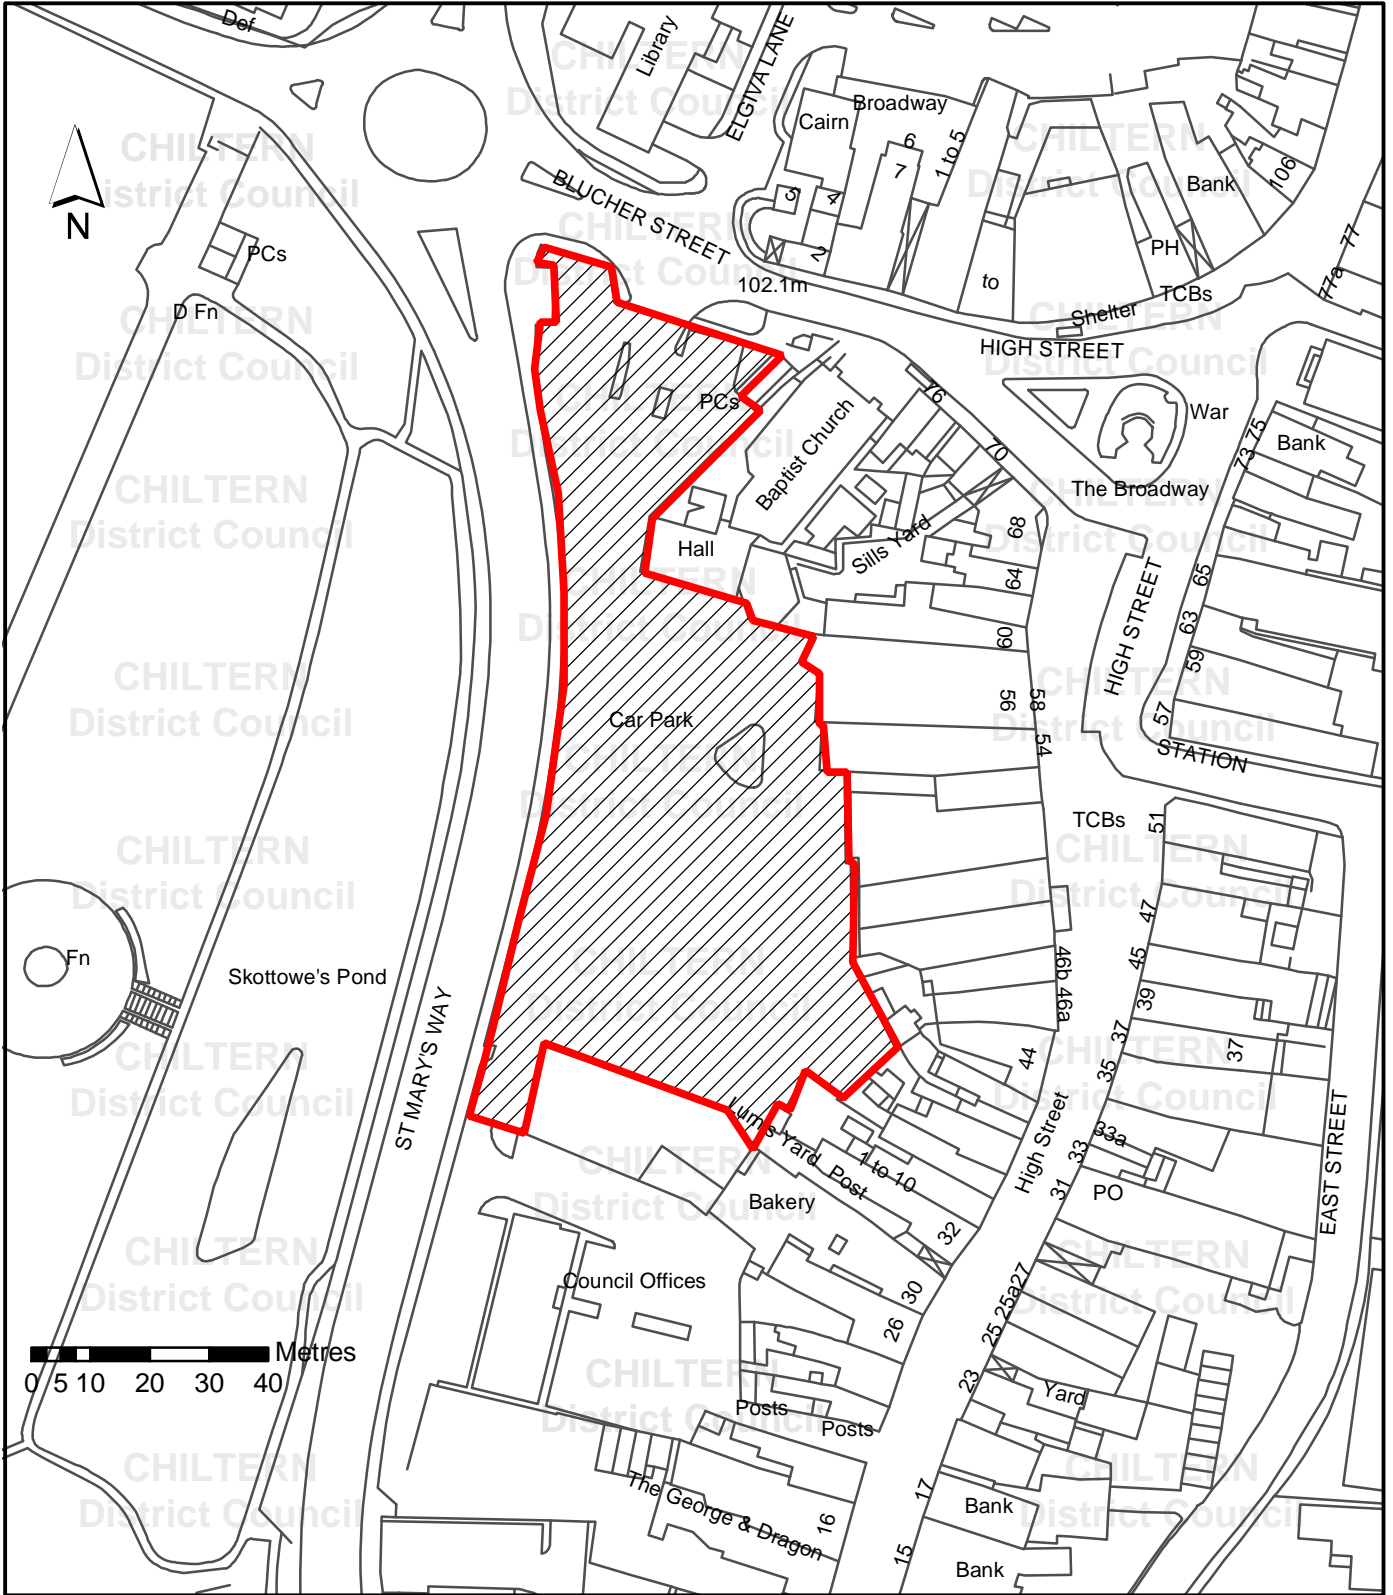 Def
Library
ELGIVA LANE
Broadway
Cairn
6
7
1 to 5
3
4
2
Bank
106
PH
to
TCBs
77
77a
N
PCs
D Fn
BLUCHER STREET
102.1m
Shelter
HIGH STREET
War
The Broadway
73 75
Bank
PCs
Baptist Church
76
70
Hall
Sills Yard
68
64
60
HIGH STREET
65
63
59
57
STATION
Car Park
56
58
54
TCBs
51
47
45
39
37
37
35
46b 46a
44
Fn
Skottowe's Pond
ST MARY'S WAY
High Street
33a
33
31
PO
EAST STREET
Lum's Yard
Post
1 to 10
Bakery
32
30
26
25a27
25
23
Council Offices
Yard
Posts
Posts
Metres
0 5 10 20 30 40
The George & Dragon
16
17
15
Bank
Bank
CHILTERN
District Council